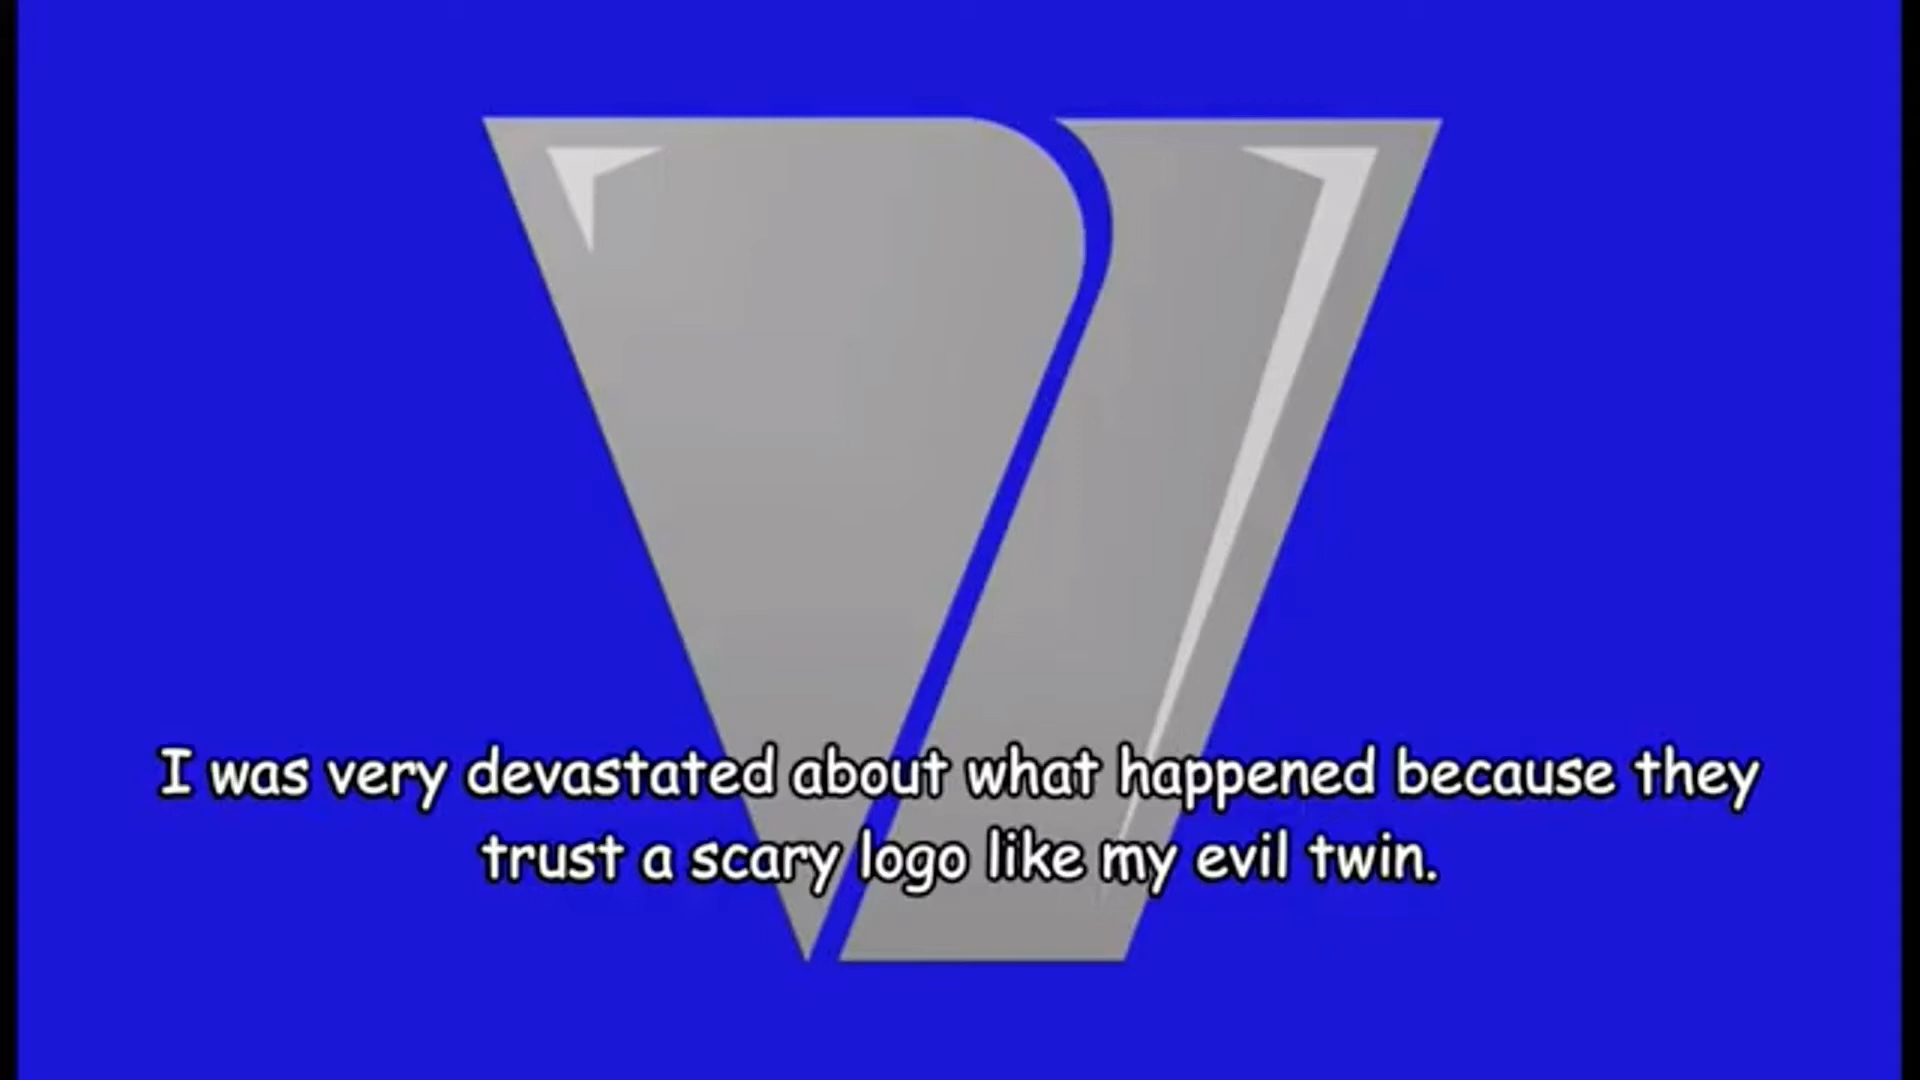 I was very devastated about what happened because they
trust a scary logo like my evil twin.